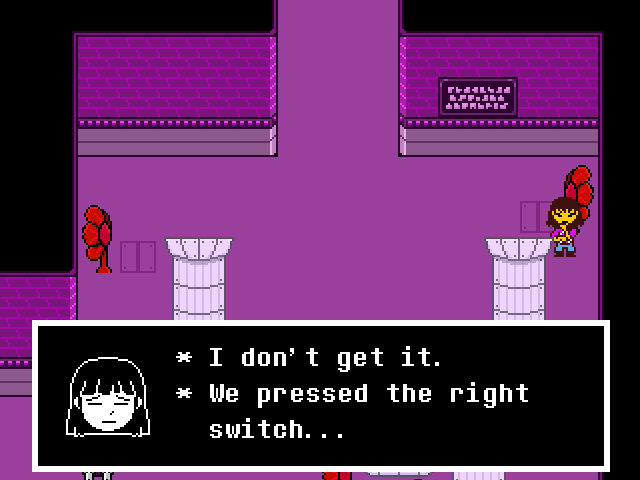 * I don't get it.
* We pressed the right
switch...